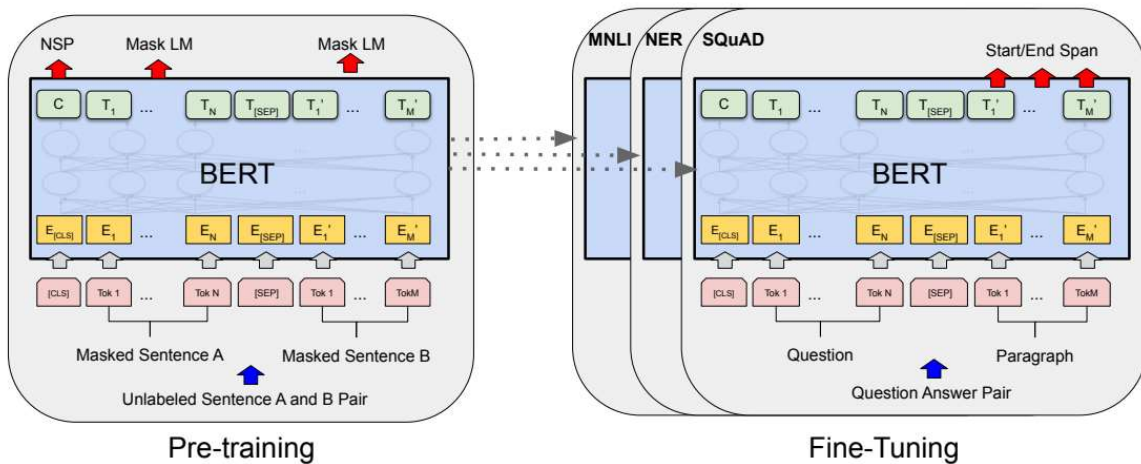 NSP Mask LM Mask LM
C T1 ... TN T[SEP] T1' ... TM'
BERT
E[CLS] E1 ... EN E[SEP] E1' ... EM'
[CLS] Tok 1 ... Tok N [SEP] Tok 1 ... TokM
Masked Sentence A Masked Sentence B
Unlabeled Sentence A and B Pair
Pre-training
MNLI NER SQuAD
Start/End Span
C T1 ... TN T[SEP] T1' ... TM'
BERT
E[CLS] E1 ... EN E[SEP] E1' ... EM'
[CLS] Tok 1 ... Tok N [SEP] Tok 1 ... TokM
Question Paragraph
Question Answer Pair
Fine-Tuning